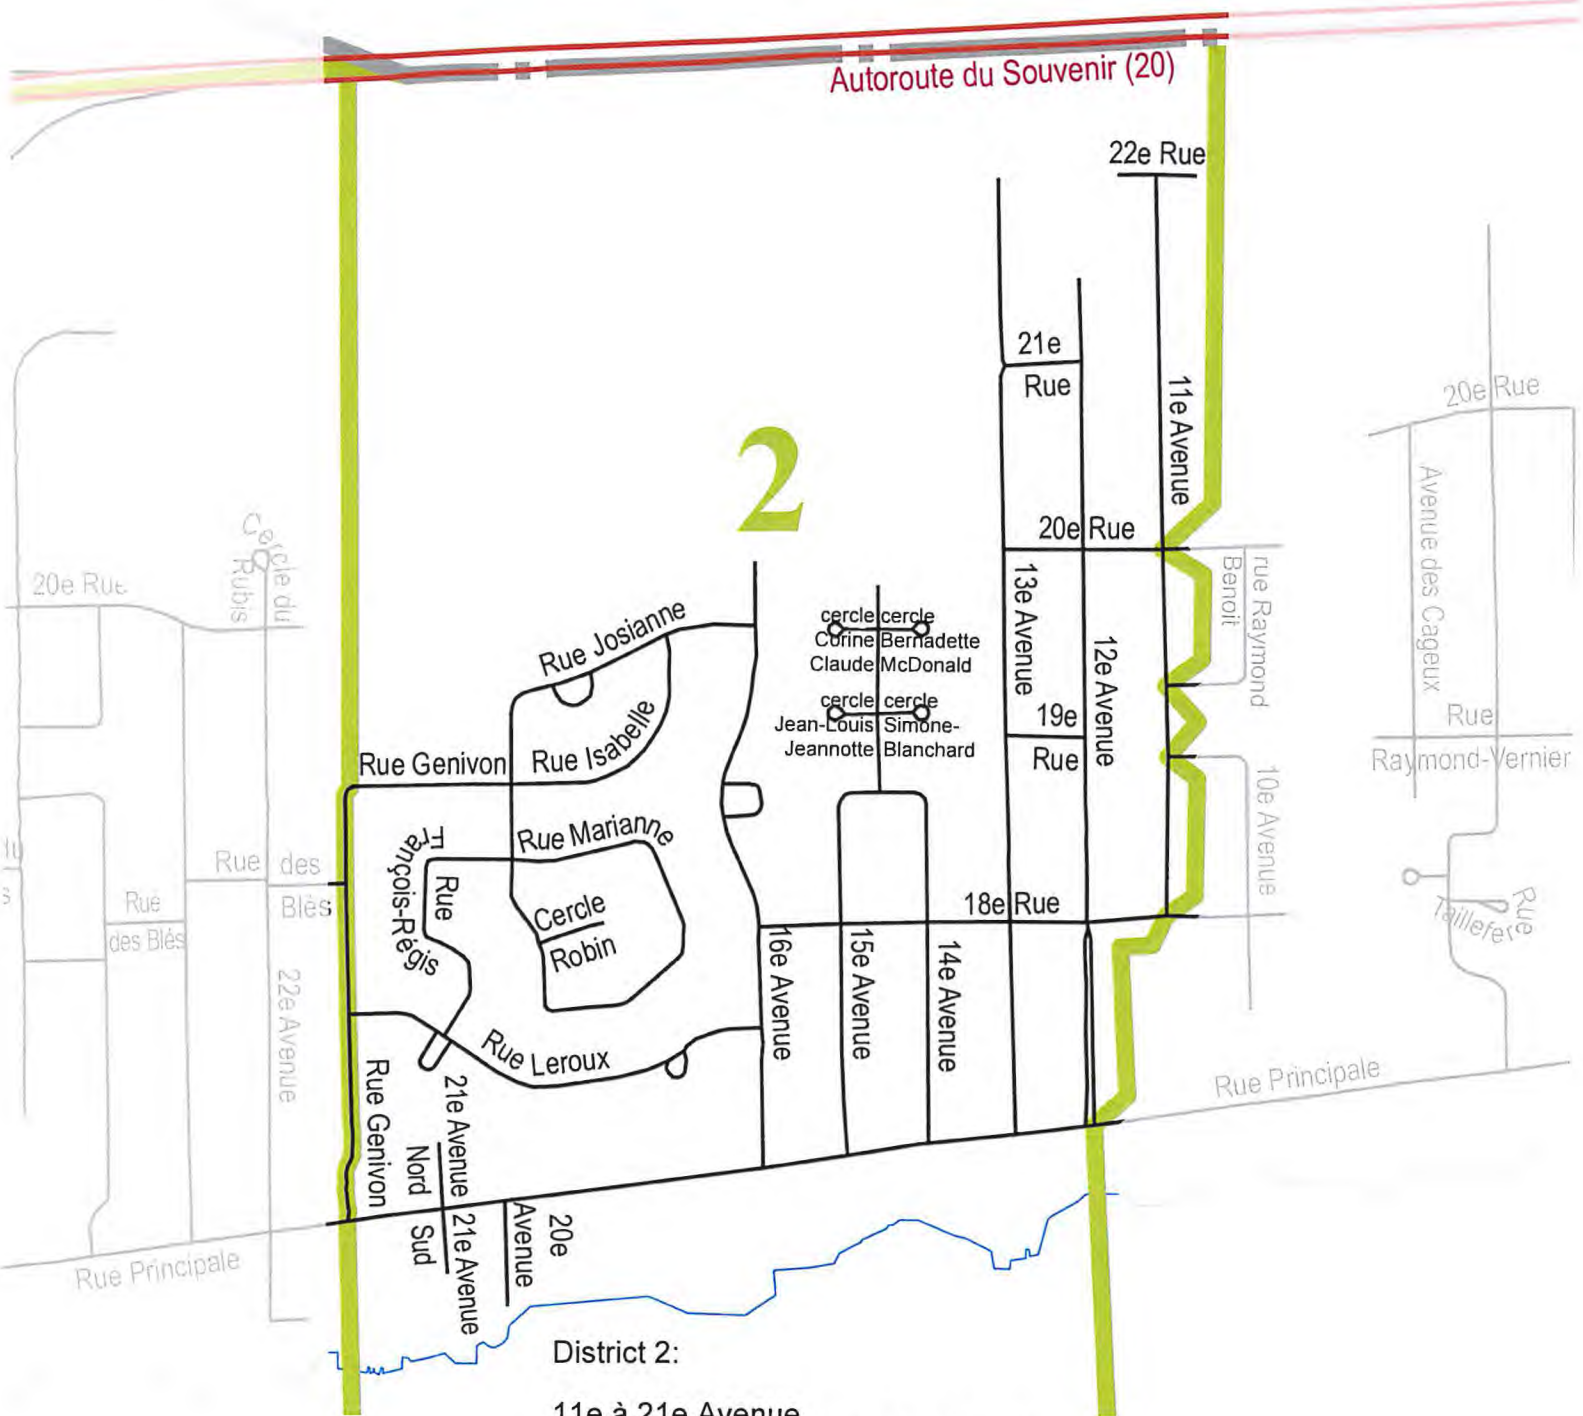 Autoroute du Souvenir (20)
22e Rue
21e
Rue
11e Avenue
20e Rue
Avenue des Cageux
2
20e Rue
Cercle du
Rubis
20e Rue
rue Raymond
Benoit
13e Avenue
12e Avenue
Rue Josianne
cercle cercle
Corine Bernadette
Claude McDonald
cercle cercle
Jean-Louis Simone-
Jeannotte Blanchard
19e
Rue
Rue
Raymond-Vernier
10e Avenue
Rue Genivon
Rue Isabelle
Rue Marianne
Rue
François-Régis
Cercle
Robin
Rue des
Blés
Rue
des Blés
22e Avenue
18e Rue
16e Avenue
15e Avenue
14e Avenue
Rue
Taillefer
Rue Leroux
Rue Genivon
21e Avenue
Nord
21e Avenue
Sud
20e
Avenue
Rue Principale
Rue Principale
District 2:
11e à 21e Avenue